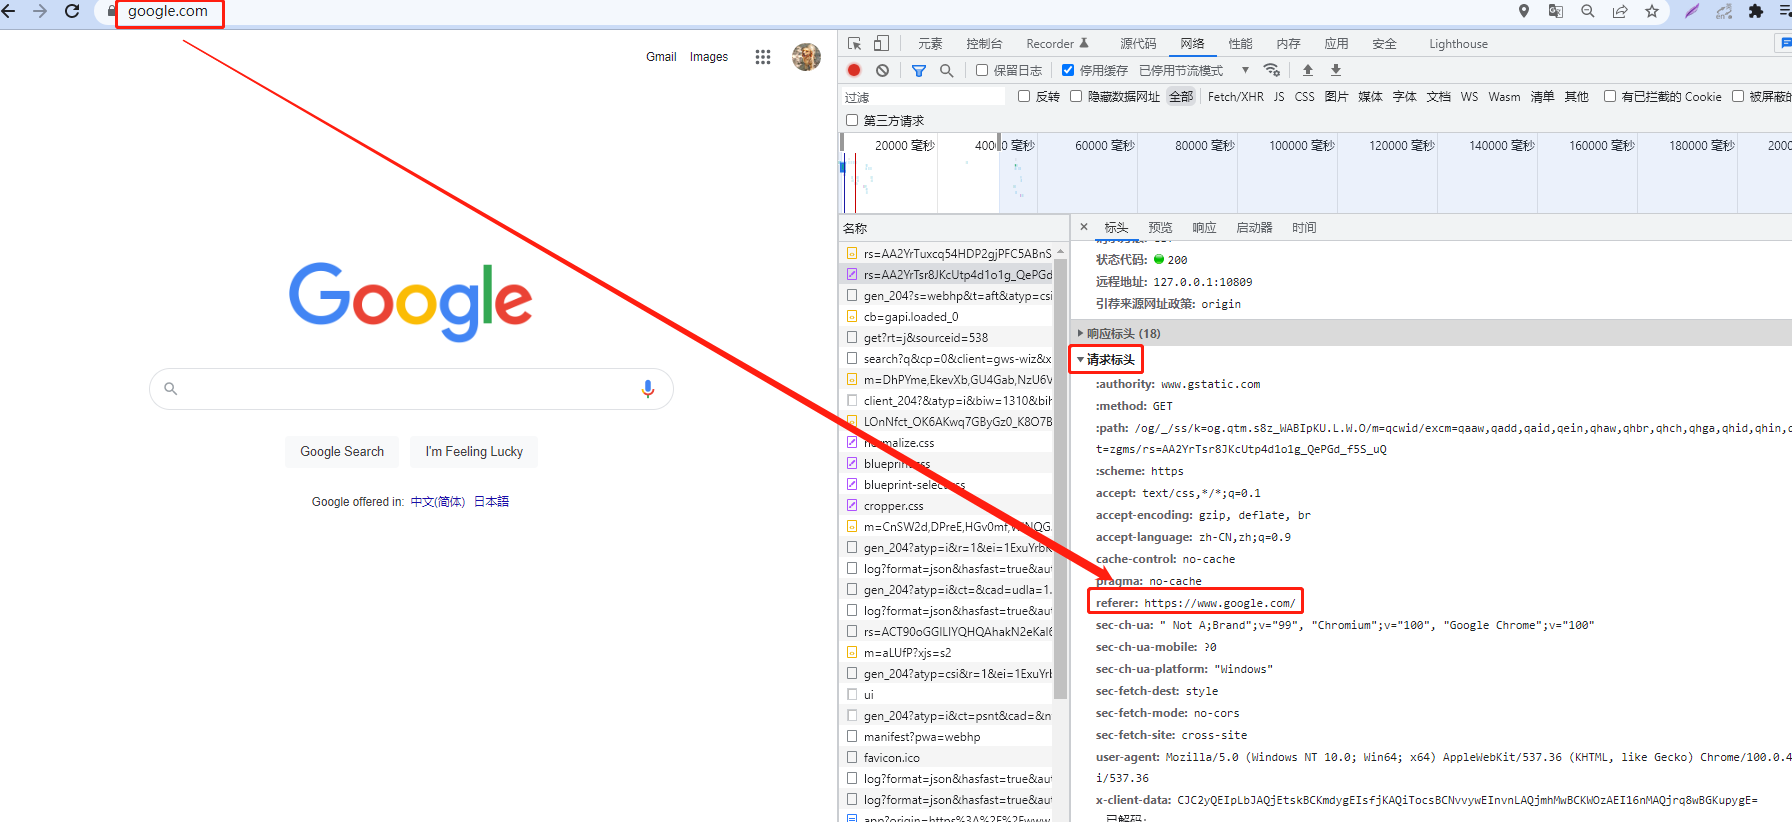 google.com
Gmail Images
Google
Google Search I'm Feeling Lucky
Google offered in: 中文(简体) 日本語
元素 控制台 Recorder 源代码 网络 性能 内存 应用 安全 Lighthouse
保留日志 停用缓存 已停用节流模式
过滤 反转 隐藏数据网址 全部 Fetch/XHR JS CSS 图片 媒体 字体 文档 WS Wasm 清单 其他 有已拦截的 Cookie 被屏蔽的
第三方请求
20000 毫秒 4000 毫秒 60000 毫秒 80000 毫秒 100000 毫秒 120000 毫秒 140000 毫秒 160000 毫秒 180000 毫秒 2000
名称
rs=AA2YrTuxcq54HDP2gjPFC5ABnS
rs=AA2YrTsr8JKcUtp4d1o1g_QePGd
gen_204?s=webhp&t=aft&atyp=csi
cb=gapi.loaded_0
get?rt=j&sourceid=538
search?q&cp=0&client=gws-wiz&x
m=DhPYme,EkevXb,GU4Gab,NzU6V
client_204?&atyp=i&biw=1310&bih
LOnNfct_OK6AKwq7GByGz0_K8O7B
normalize.css
blueprint.css
blueprint-select.css
cropper.css
m=CnSW2d,DPreE,HGv0mf,WNQG
gen_204?atyp=i&r=1&ei=1ExuYrbK
log?format=json&hasfast=true&au
gen_204?atyp=i&ct=&cad=udla=1.
log?format=json&hasfast=true&au
rs=ACT90oGGlLIYQHQAhakN2eKal6
m=aLUfP?xjs=s2
gen_204?atyp=csi&r=1&ei=1ExuYrb
ui
gen_204?atyp=i&ct=psnt&cad=&n
manifest?pwa=webhp
favicon.ico
log?format=json&hasfast=true&au
log?format=json&hasfast=true&au
app?origin=https%3A%2F%2Fwww
标头 预览 响应 启动器 时间
状态代码: 200
远程地址: 127.0.0.1:10809
引荐来源网址政策: origin
响应标头 (18)
请求标头
:authority: www.gstatic.com
:method: GET
:path: /og/_/ss/k=og.qtm.s8z_WABIpKU.L.W.O/m=qcwid/excm=qaaw,qadd,qaid,qein,qhaw,qhbr,qhch,qhga,qhid,qhin,
t=zgms/rs=AA2YrTsr8JKcUtp4d1o1g_QePGd_f5S_uQ
:scheme: https
accept: text/css,*/*;q=0.1
accept-encoding: gzip, deflate, br
accept-language: zh-CN,zh;q=0.9
cache-control: no-cache
pragma: no-cache
referer: https://www.google.com/
sec-ch-ua: " Not A;Brand";v="99", "Chromium";v="100", "Google Chrome";v="100"
sec-ch-ua-mobile: ?0
sec-ch-ua-platform: "Windows"
sec-fetch-dest: style
sec-fetch-mode: no-cors
sec-fetch-site: cross-site
user-agent: Mozilla/5.0 (Windows NT 10.0; Win64; x64) AppleWebKit/537.36 (KHTML, like Gecko) Chrome/100.0.4
i/537.36
x-client-data: CJC2yQEIpLbJAQjEtskBCKmdygEIsfjKAQiTocsBCNvvywEInvnLAQjmhMwBCKWOzAEI16nMAQjrq8wBGKupygE=
已解码: